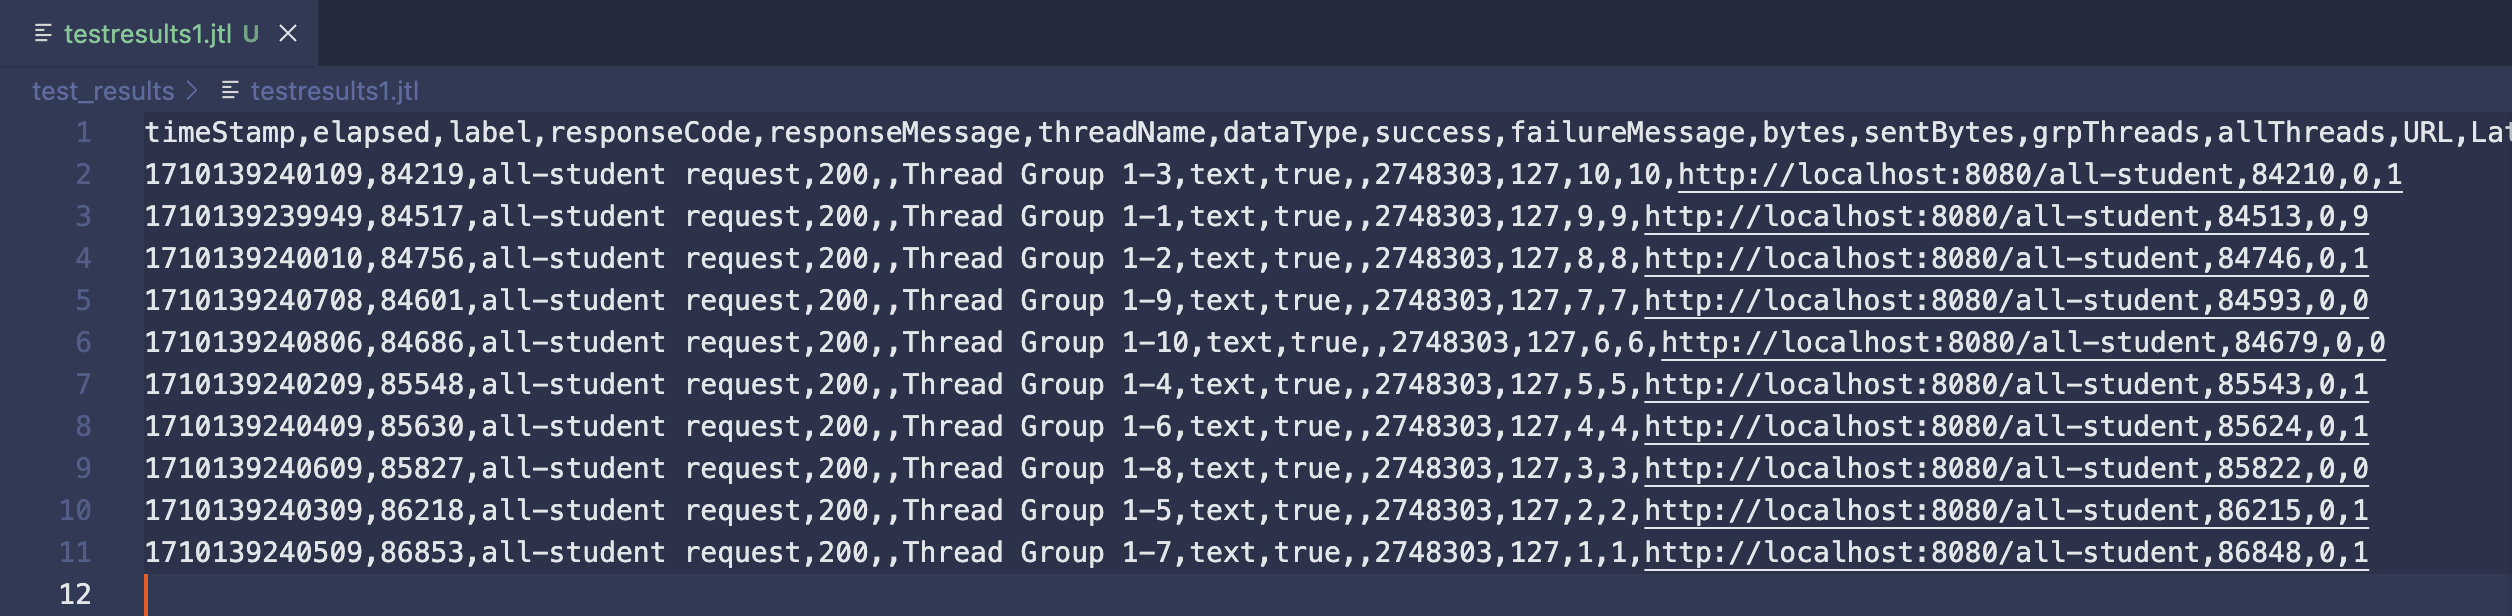 testresults1.jtl U
test_results > testresults1.jtl
1 timeStamp,elapsed,label,responseCode,responseMessage,threadName,dataType,success,failureMessage,bytes,sentBytes,grpThreads,allThreads,URL,Lat
2 1710139240109,84219,all-student request,200,,Thread Group 1-3,text,true,,2748303,127,10,10,http://localhost:8080/all-student,84210,0,1
3 1710139239949,84517,all-student request,200,,Thread Group 1-1,text,true,,2748303,127,9,9,http://localhost:8080/all-student,84513,0,9
4 1710139240010,84756,all-student request,200,,Thread Group 1-2,text,true,,2748303,127,8,8,http://localhost:8080/all-student,84746,0,1
5 1710139240708,84601,all-student request,200,,Thread Group 1-9,text,true,,2748303,127,7,7,http://localhost:8080/all-student,84593,0,0
6 1710139240806,84686,all-student request,200,,Thread Group 1-10,text,true,,2748303,127,6,6,http://localhost:8080/all-student,84679,0,0
7 1710139240209,85548,all-student request,200,,Thread Group 1-4,text,true,,2748303,127,5,5,http://localhost:8080/all-student,85543,0,1
8 1710139240409,85630,all-student request,200,,Thread Group 1-6,text,true,,2748303,127,4,4,http://localhost:8080/all-student,85624,0,1
9 1710139240609,85827,all-student request,200,,Thread Group 1-8,text,true,,2748303,127,3,3,http://localhost:8080/all-student,85822,0,0
10 1710139240309,86218,all-student request,200,,Thread Group 1-5,text,true,,2748303,127,2,2,http://localhost:8080/all-student,86215,0,1
11 1710139240509,86853,all-student request,200,,Thread Group 1-7,text,true,,2748303,127,1,1,http://localhost:8080/all-student,86848,0,1
12